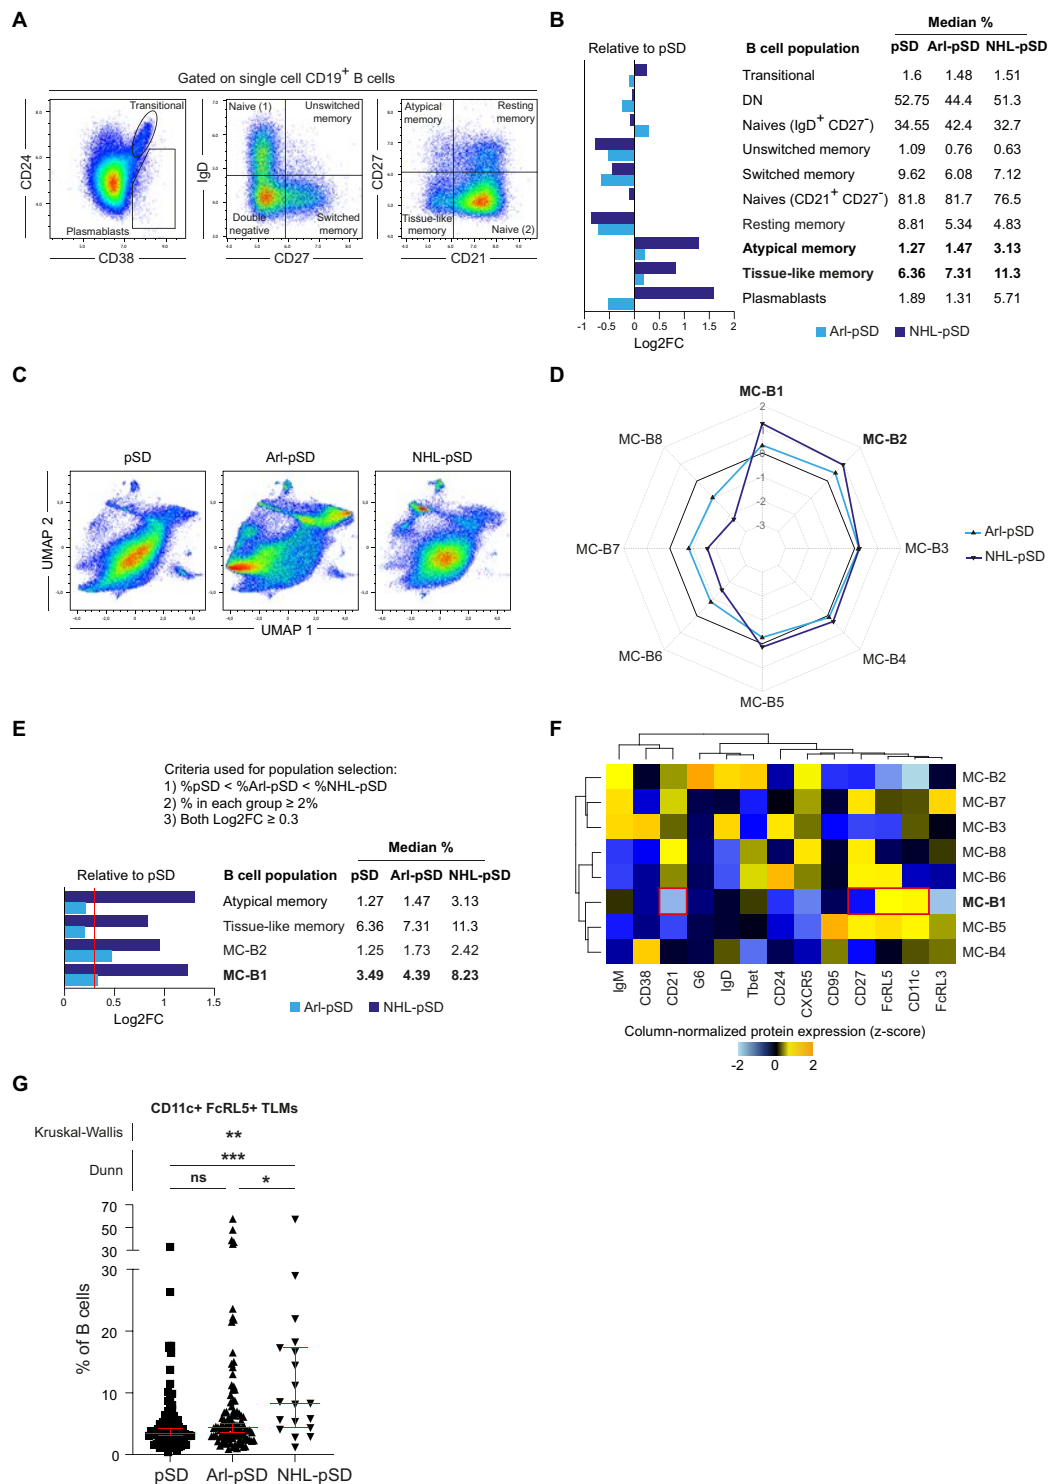 A
Gated on single cell CD19+ B cells
Transitional
Plasmablasts
CD24
CD38
Naive (1)
Unswitched memory
Double negative
Switched memory
IgD
CD27
Atypical memory
Resting memory
Tissue-like memory
Naive (2)
CD27
CD21
B
Relative to pSD
Median %
B cell population pSD Arl-pSD NHL-pSD
Transitional 1.6 1.48 1.51
DN 52.75 44.4 51.3
Naives (IgD+ CD27-) 34.55 42.4 32.7
Unswitched memory 1.09 0.76 0.63
Switched memory 9.62 6.08 7.12
Naives (CD21+ CD27-) 81.8 81.7 76.5
Resting memory 8.81 5.34 4.83
Atypical memory 1.27 1.47 3.13
Tissue-like memory 6.36 7.31 11.3
Plasmablasts 1.89 1.31 5.71
-1 -0.5 0 0.5 1 1.5 2
Log2FC
Arl-pSD NHL-pSD
C
pSD Arl-pSD NHL-pSD
UMAP 2
UMAP 1
D
MC-B1
MC-B2
MC-B3
MC-B4
MC-B5
MC-B6
MC-B7
MC-B8
2
1
0
-1
-2
-3
Arl-pSD
NHL-pSD
E
Criteria used for population selection:
1) %pSD < %Arl-pSD < %NHL-pSD
2) % in each group ≥ 2%
3) Both Log2FC ≥ 0.3
Relative to pSD
Median %
B cell population pSD Arl-pSD NHL-pSD
Atypical memory 1.27 1.47 3.13
Tissue-like memory 6.36 7.31 11.3
MC-B2 1.25 1.73 2.42
MC-B1 3.49 4.39 8.23
0 0.5 1 1.5
Log2FC
Arl-pSD NHL-pSD
F
MC-B2
MC-B7
MC-B3
MC-B8
MC-B6
MC-B1
MC-B5
MC-B4
IgM CD38 CD21 G6 IgD Tbet CD24 CXCR5 CD95 CD27 FcRL5 CD11c FcRL3
Column-normalized protein expression (z-score)
-2 0 2
G
CD11c+ FcRL5+ TLMs
Kruskal-Wallis **
***
Dunn ns *
70
50
30
30
20
10
0
% of B cells
pSD Arl-pSD NHL-pSD